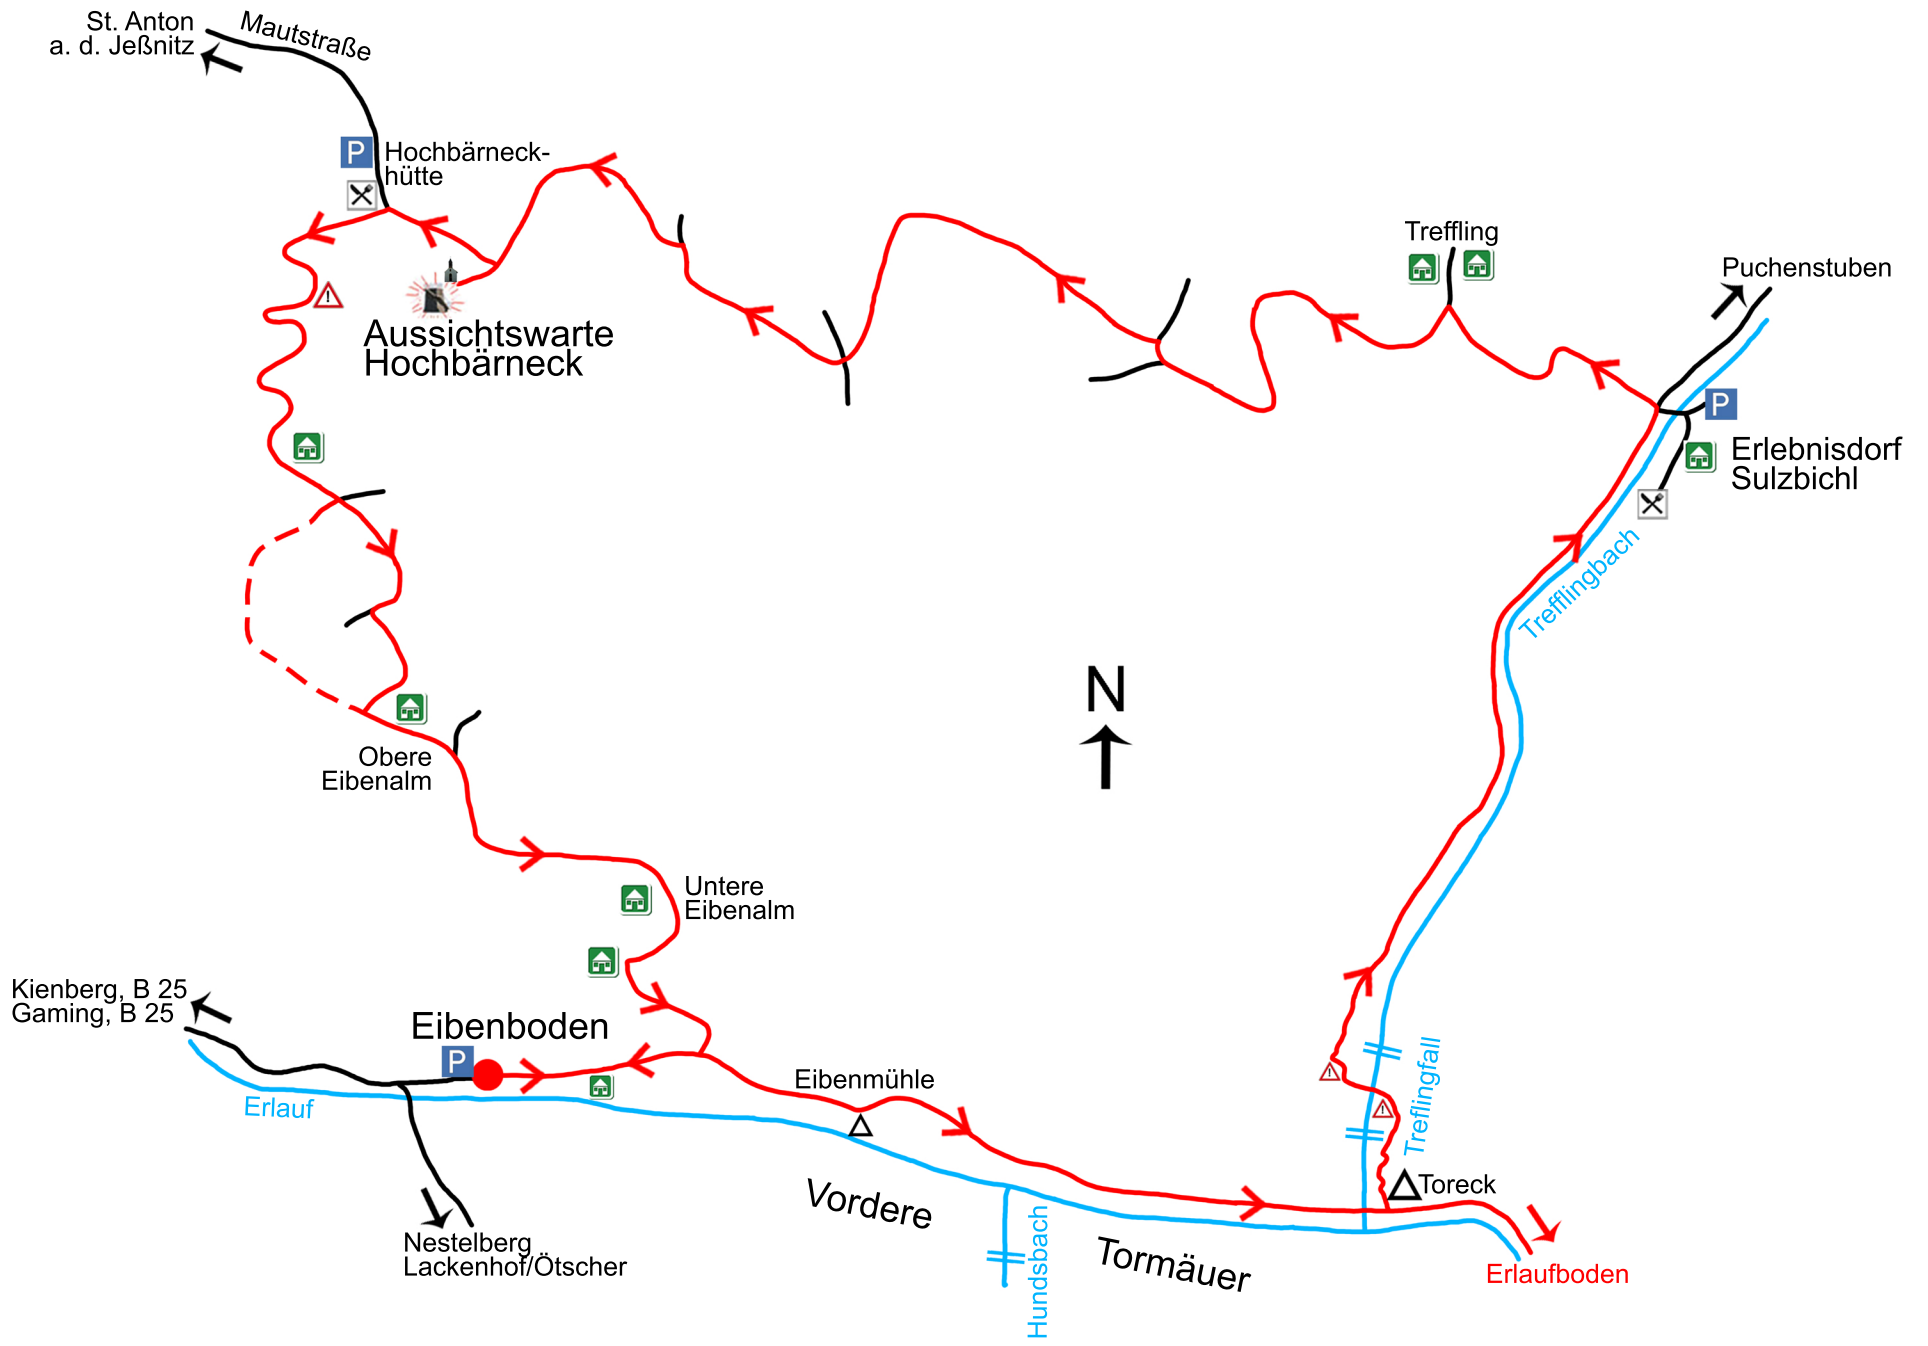 St. Anton
a. d. Jeßnitz
Mautstraße
P
Hochbärneck-
hütte
Aussichtswarte
Hochbärneck
!
Treffling
Puchenstuben
P
Erlebnisdorf
Sulzbichl
Trefflingbach
N
Obere
Eibenalm
Untere
Eibenalm
Kienberg, B 25
Gaming, B 25
Eibenboden
P
Erlauf
Eibenmühle
!
!
Treflingfall
Toreck
Vordere
Tormäuer
Hundsbach
Nestelberg
Lackenhof/Ötscher
Erlaufboden